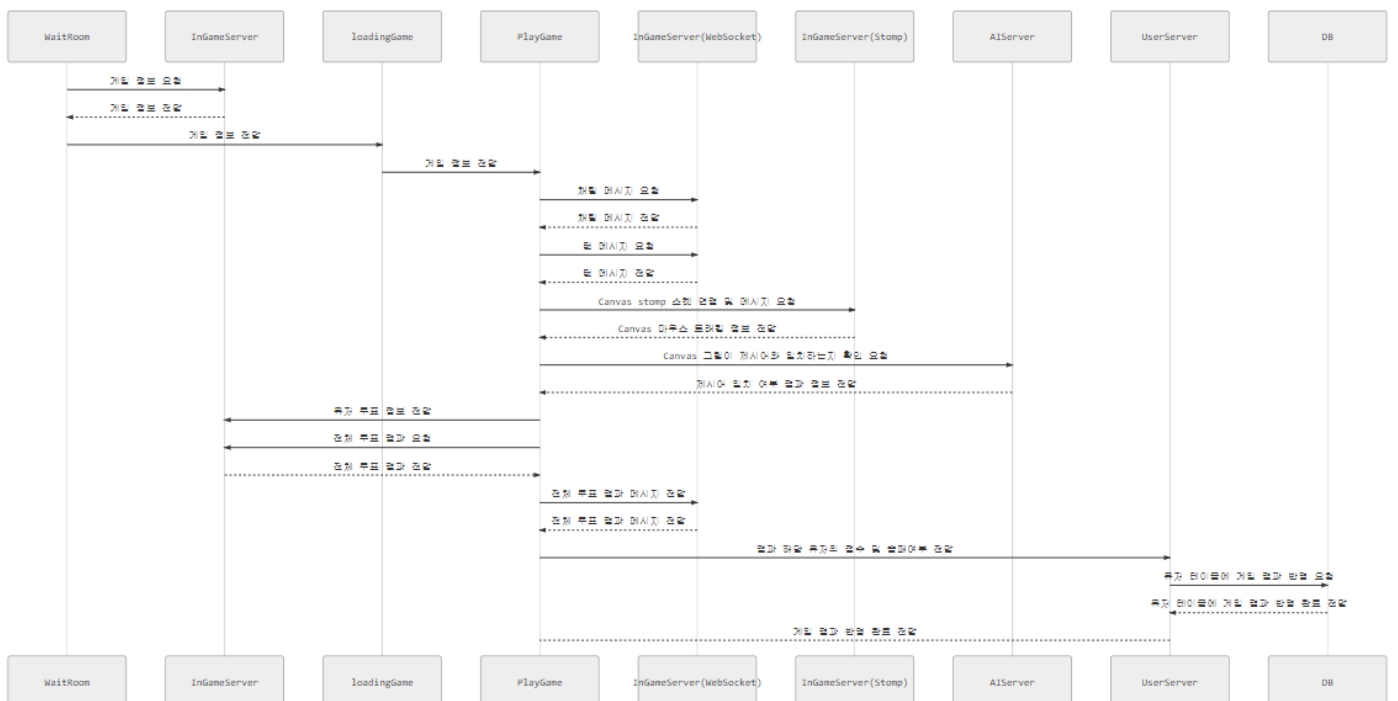 WaitRoom
InGameServer
loadingGame
PlayGame
InGameServer(WebSocket)
InGameServer(Stomp)
AIServer
UserServer
DB
게임 정보 요청
게임 정보 전달
게임 정보 전달
게임 정보 전달
채팅 메시지 요청
채팅 메시지 전달
턴 메시지 요청
턴 메시지 전달
Canvas stomp 소켓 연결 및 메시지 요청
Canvas 마우스 트래킹 정보 전달
Canvas 그림이 제시어와 일치하는지 확인 요청
제시어 일치 여부 결과 정보 전달
유저 투표 정보 전달
전체 투표 결과 요청
전체 투표 결과 전달
전체 투표 결과 메시지 전달
전체 투표 결과 메시지 전달
결과 해당 유저의 점수 및 승패여부 전달
유저 테이블에 게임 결과 반영 요청
유저 테이블에 게임 결과 반영 완료 전달
게임 결과 반영 완료 전달
WaitRoom
InGameServer
loadingGame
PlayGame
InGameServer(WebSocket)
InGameServer(Stomp)
AIServer
UserServer
DB